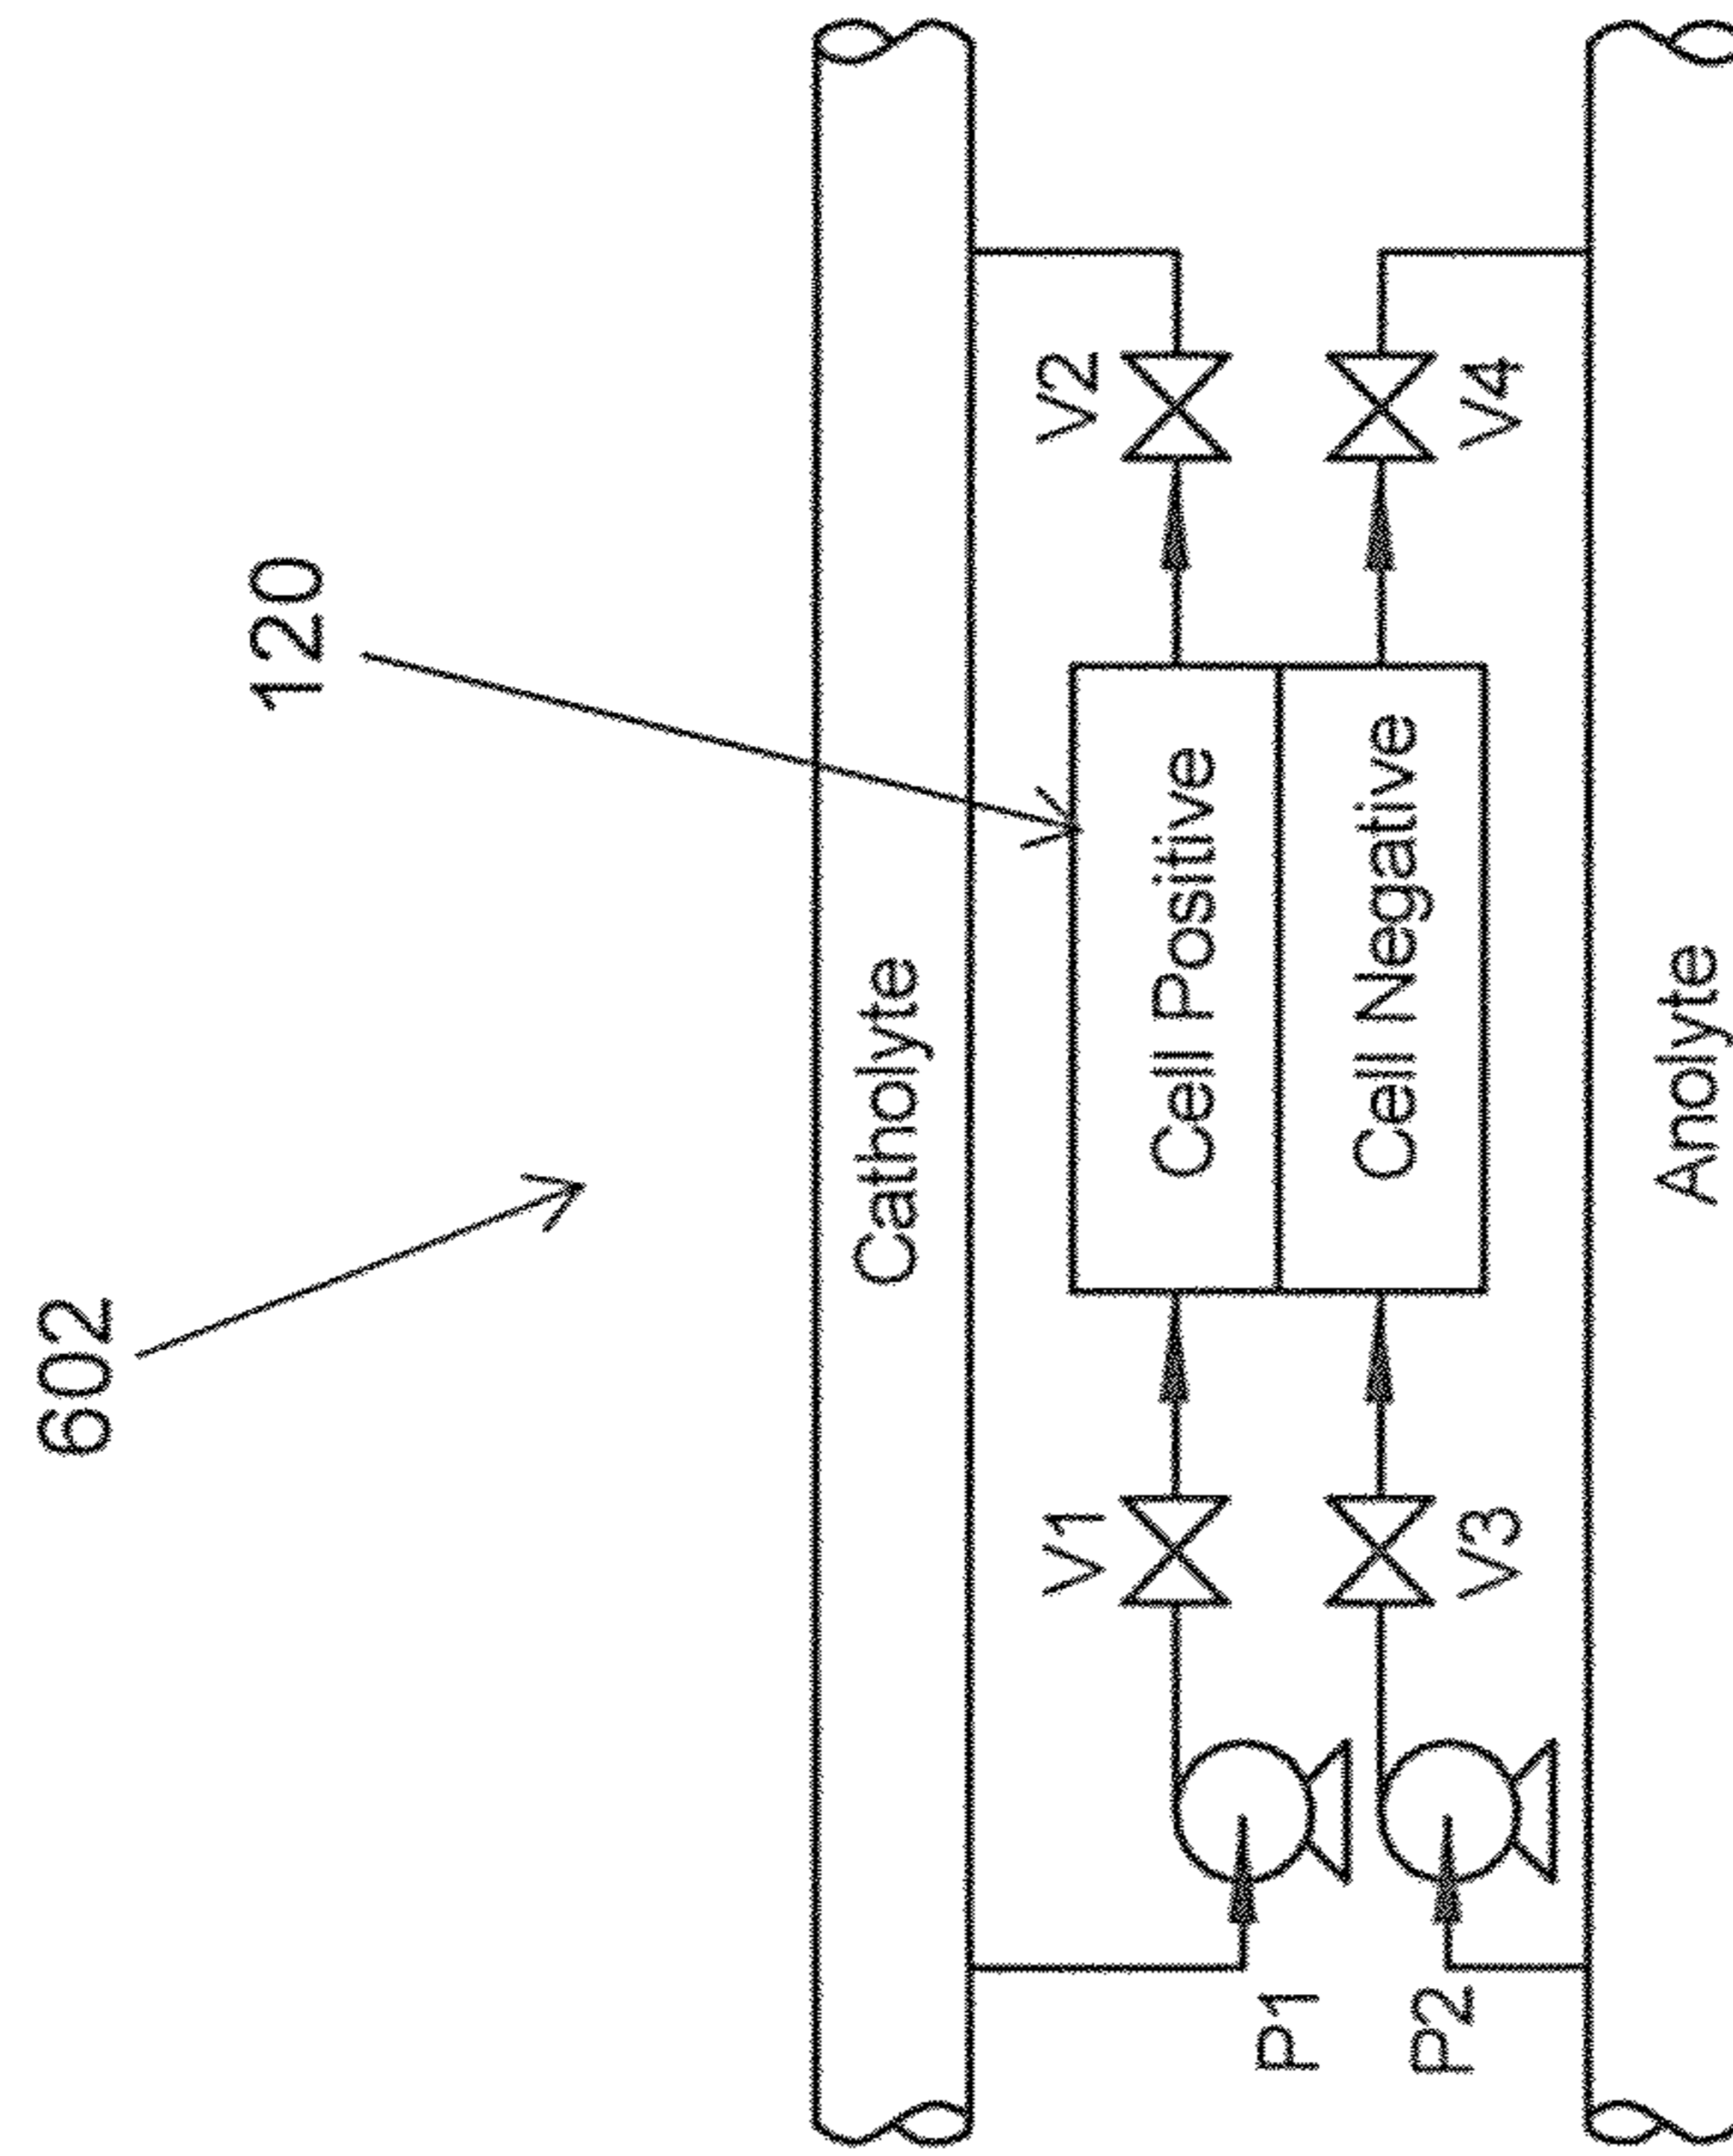 602
120
Catholyte
V1
V2
Cell Positive
Cell Negative
P1
P2
V3
V4
Anolyte